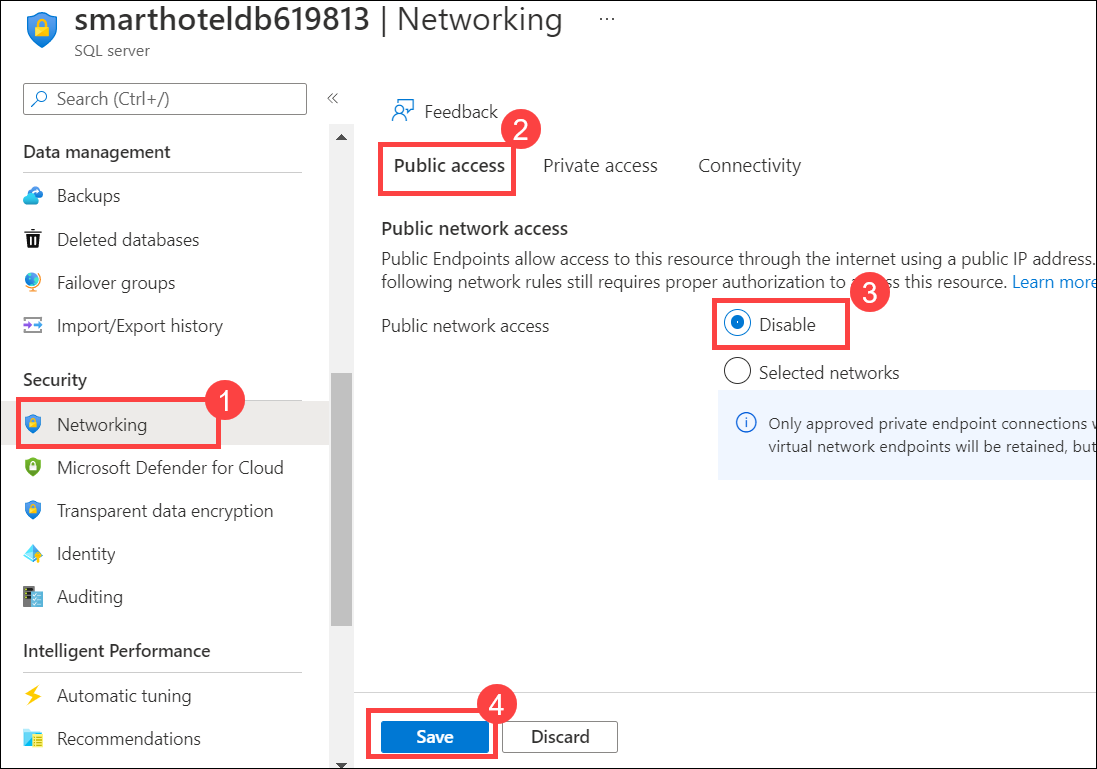 smarthoteldb619813 | Networking ...
SQL server
Search (Ctrl+/)
«
Data management
Backups
Deleted databases
Failover groups
Import/Export history
Security
1
Networking
Microsoft Defender for Cloud
Transparent data encryption
Identity
Auditing
Intelligent Performance
Automatic tuning
Recommendations
Feedback
2
Public access Private access Connectivity
Public network access
Public Endpoints allow access to this resource through the internet using a public IP address.
following network rules still requires proper authorization to this resource. Learn more
3
Public network access
Disable
Selected networks
Only approved private endpoint connections
virtual network endpoints will be retained, but
4
Save Discard